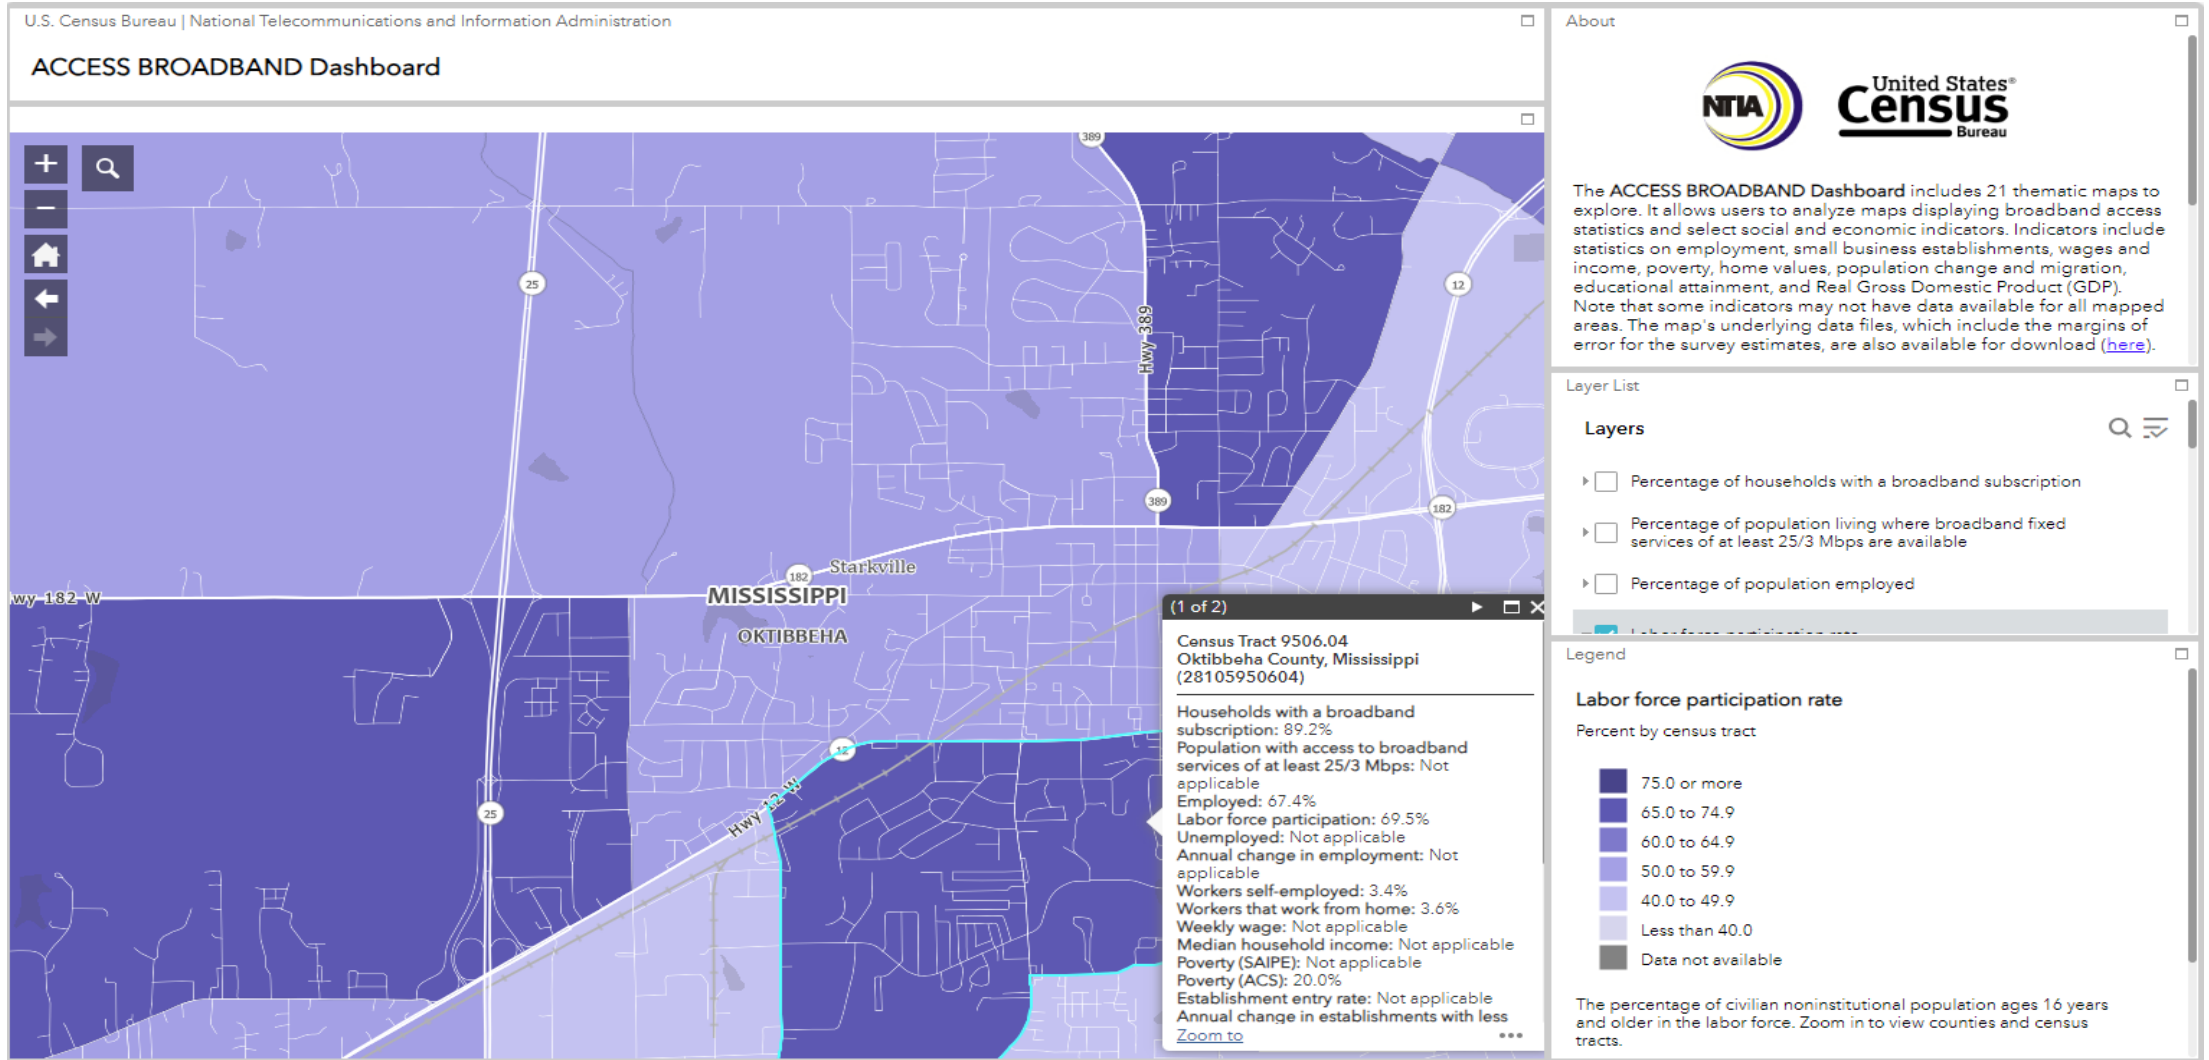 U.S. Census Bureau | National Telecommunications and Information Administration
ACCESS BROADBAND Dashboard
389
25
12
Hwy 389
389
182
182
Starkville
wy 182 W
MISSISSIPPI
OKTIBBEHA
12
Hwy 12 W
25
(1 of 2)
Census Tract 9506.04
Oktibbeha County, Mississippi
(28105950604)
Households with a broadband
subscription: 89.2%
Population with access to broadband
services of at least 25/3 Mbps: Not
applicable
Employed: 67.4%
Labor force participation: 69.5%
Unemployed: Not applicable
Annual change in employment: Not
applicable
Workers self-employed: 3.4%
Workers that work from home: 3.6%
Weekly wage: Not applicable
Median household income: Not applicable
Poverty (SAIPE): Not applicable
Poverty (ACS): 20.0%
Establishment entry rate: Not applicable
Annual change in establishments with less
Zoom to
About
NTIA
United States®
Census
Bureau
The ACCESS BROADBAND Dashboard includes 21 thematic maps to
explore. It allows users to analyze maps displaying broadband access
statistics and select social and economic indicators. Indicators include
statistics on employment, small business establishments, wages and
income, poverty, home values, population change and migration,
educational attainment, and Real Gross Domestic Product (GDP).
Note that some indicators may not have data available for all mapped
areas. The map's underlying data files, which include the margins of
error for the survey estimates, are also available for download (here).
Layer List
Layers
Percentage of households with a broadband subscription
Percentage of population living where broadband fixed
services of at least 25/3 Mbps are available
Percentage of population employed
Labor force participation rate
Legend
Labor force participation rate
Percent by census tract
75.0 or more
65.0 to 74.9
60.0 to 64.9
50.0 to 59.9
40.0 to 49.9
Less than 40.0
Data not available
The percentage of civilian noninstitutional population ages 16 years
and older in the labor force. Zoom in to view counties and census
tracts.